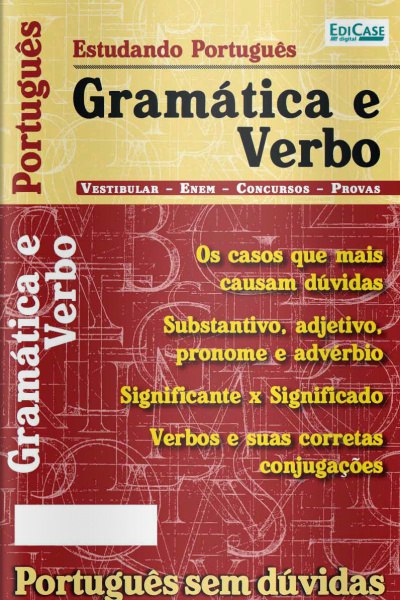 EDICASE
digital
Estudando Português
Gramática e
Verbo
VESTIBULAR – ENEM – CONCURSOS – PROVAS
Português
Gramática e
Verbo
Os casos que mais
causam dúvidas
Substantivo, adjetivo,
pronome e advérbio
Significante x Significado
Verbos e suas corretas
conjugações
Português sem dúvidas